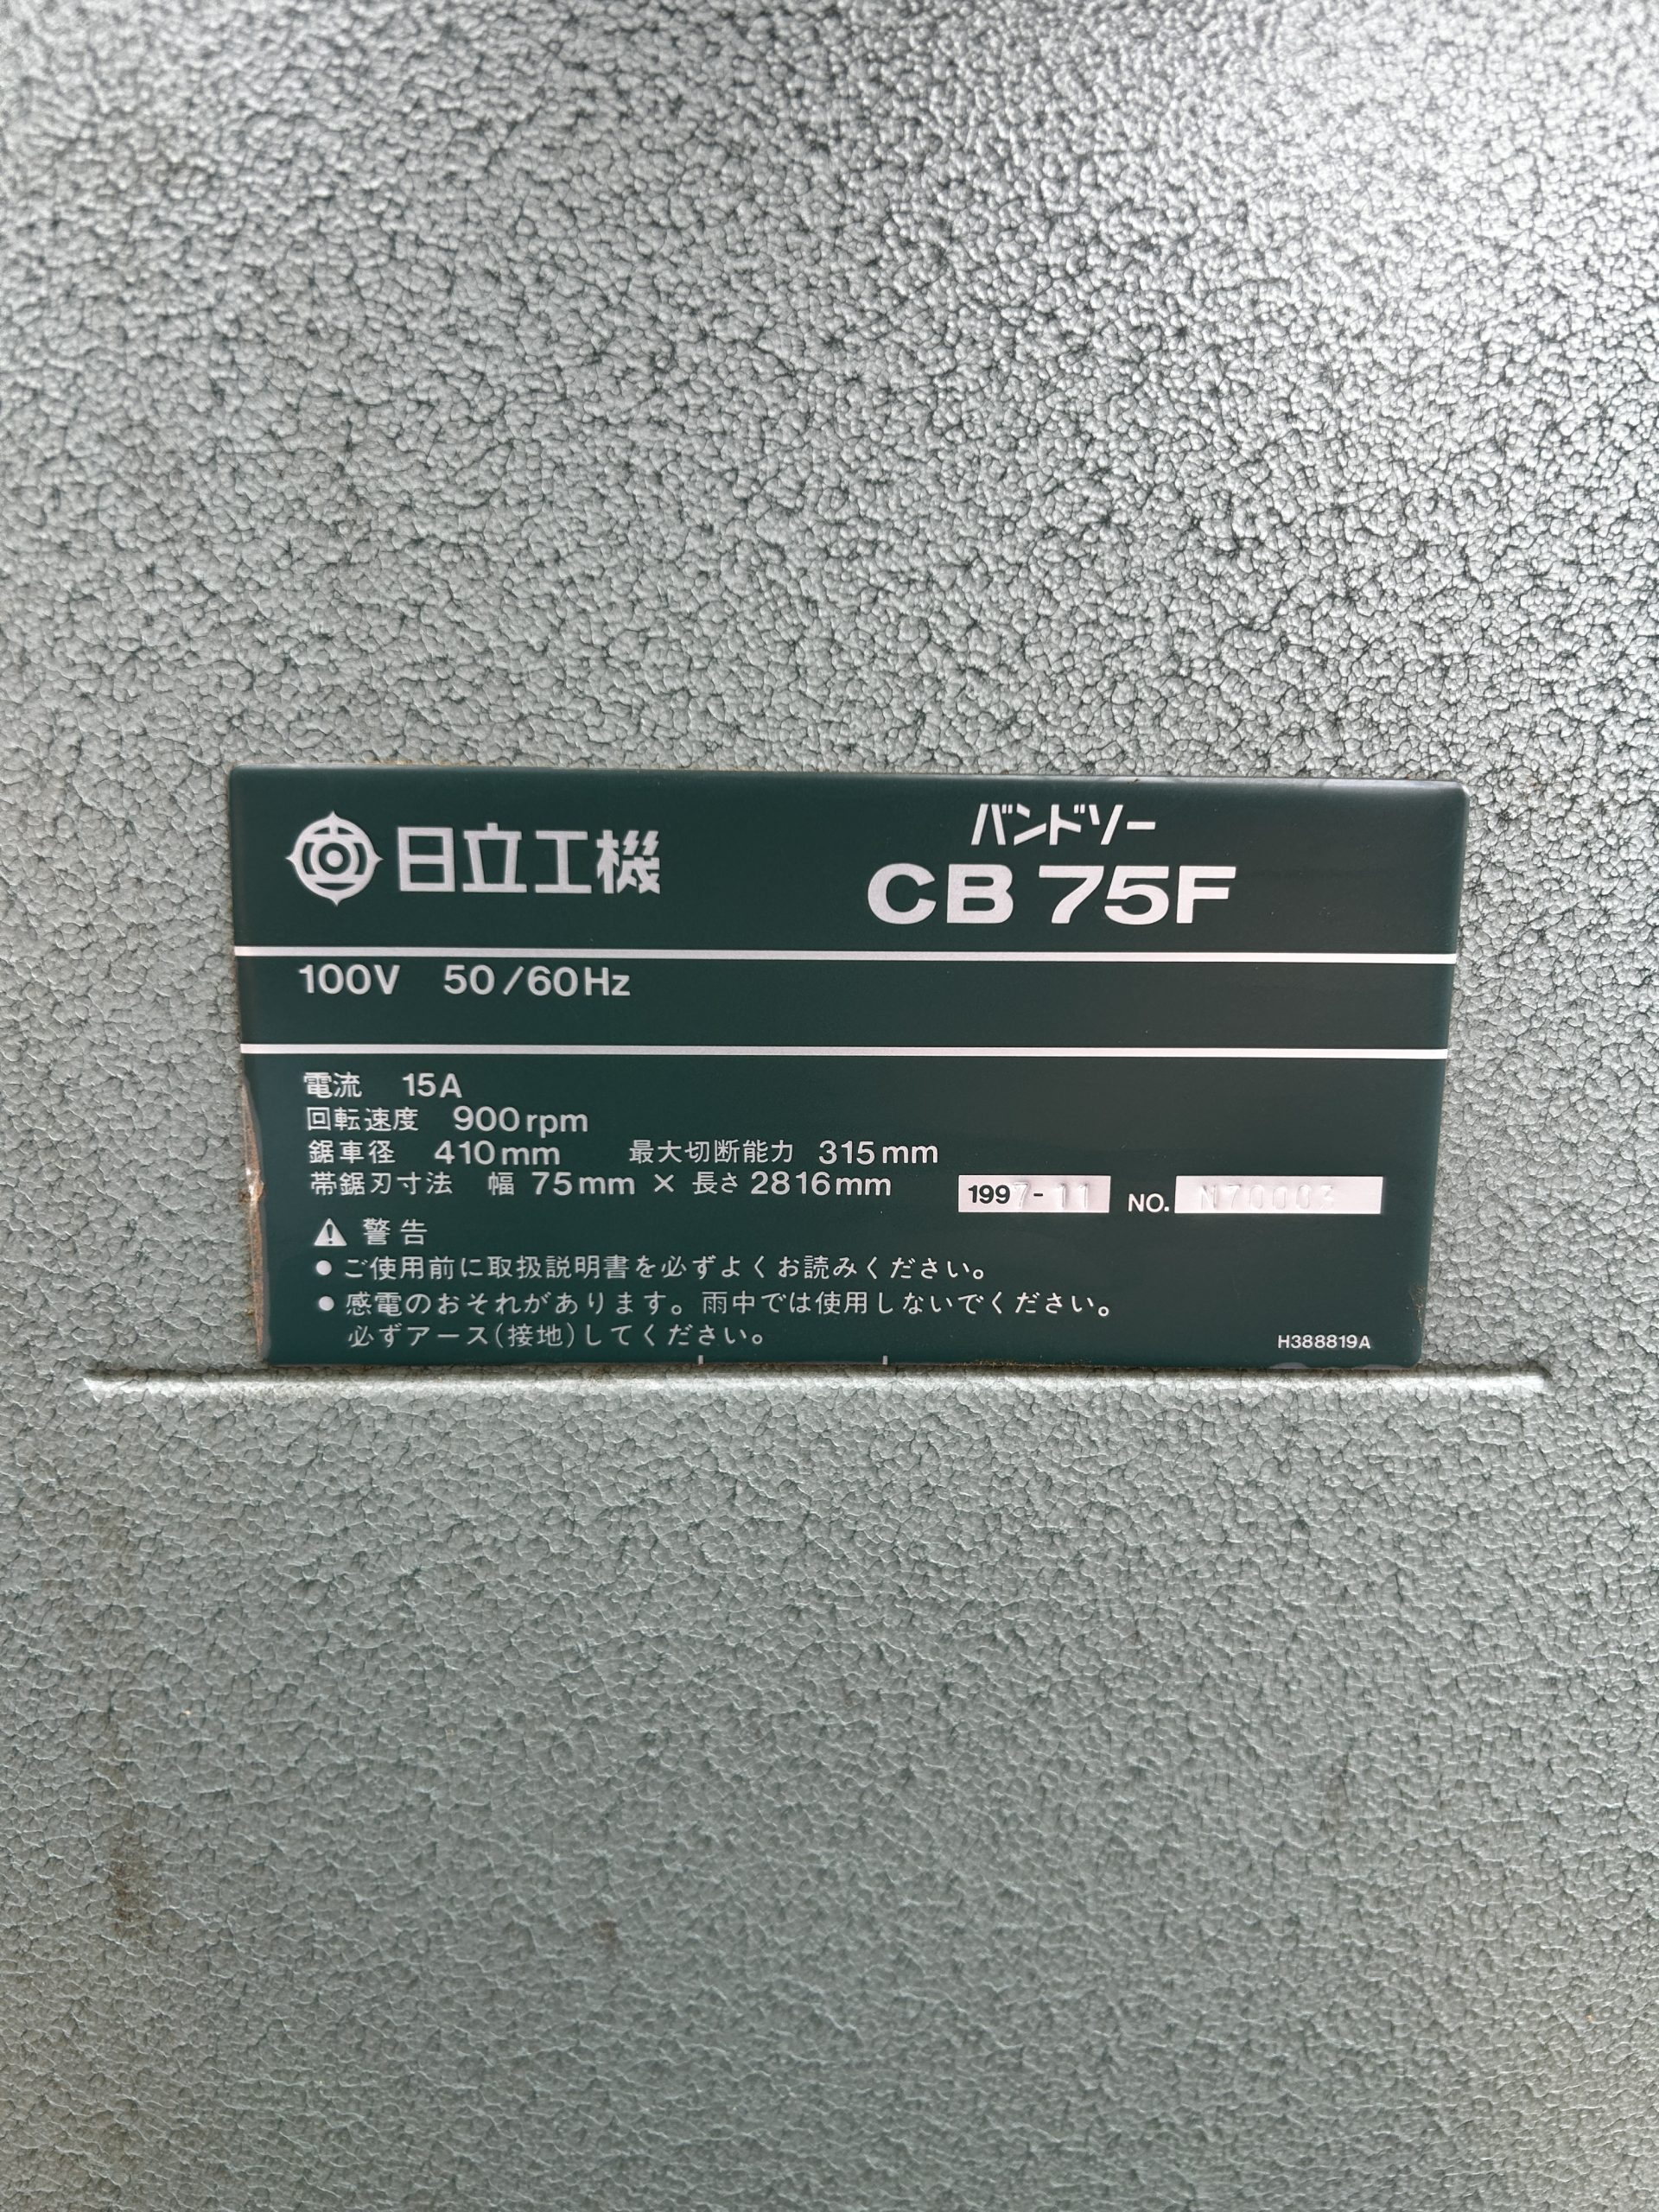 日立工機
バンドソー
CB 75F
100V 50/60Hz
電流 15A
回転速度 900rpm
鋸車径 410mm 最大切断能力 315mm
帯鋸刃寸法 幅 75mm × 長さ 2816mm
1997-11 NO. N70003
警告
●ご使用前に取扱説明書を必ずよくお読みください。
●感電のおそれがあります。雨中では使用しないでください。
必ずアース(接地)してください。
H388819A